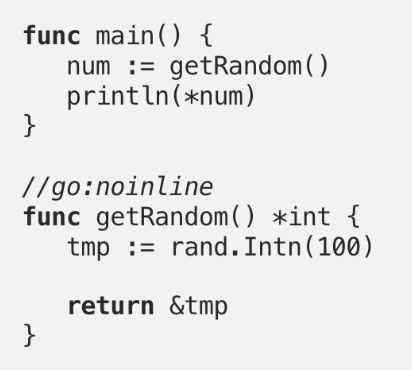 func main() {
   num := getRandom()
   println(*num)
}

//go:noinline
func getRandom() *int {
   tmp := rand.Intn(100)

   return &tmp
}